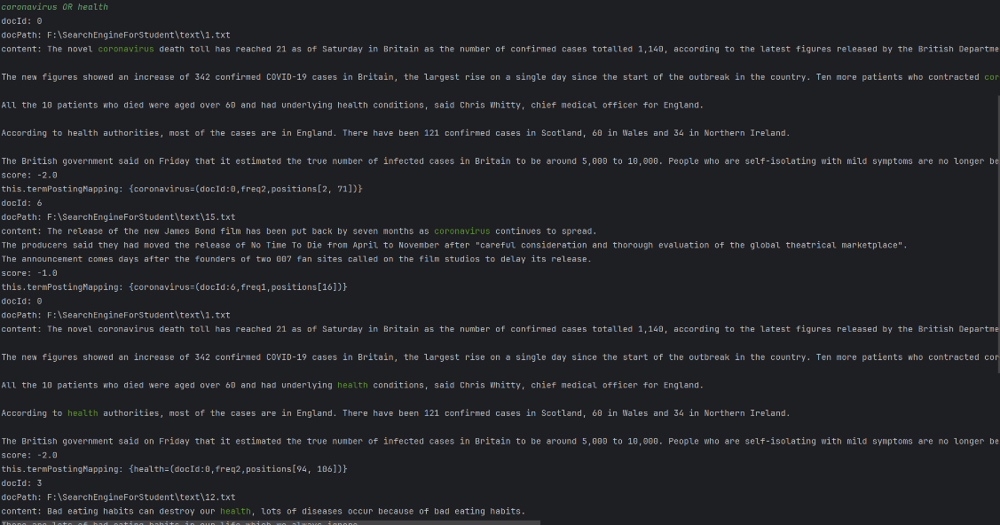 coronavirus OR health
docId: 0
docPath: F:\SearchEngineForStudent\text\1.txt
content: The novel coronavirus death toll has reached 21 as of Saturday in Britain as the number of confirmed cases totalled 1,140, according to the latest figures released by the British Departme
The new figures showed an increase of 342 confirmed COVID-19 cases in Britain, the largest rise on a single day since the start of the outbreak in the country. Ten more patients who contracted cor
All the 10 patients who died were aged over 60 and had underlying health conditions, said Chris Whitty, chief medical officer for England.
According to health authorities, most of the cases are in England. There have been 121 confirmed cases in Scotland, 60 in Wales and 34 in Northern Ireland.
The British government said on Friday that it estimated the true number of infected cases in Britain to be around 5,000 to 10,000. People who are self-isolating with mild symptoms are no longer be
score: -2.0
this.termPostingMapping: {coronavirus=(docId:0,freq2,positions[2, 71])}
docId: 6
docPath: F:\SearchEngineForStudent\text\15.txt
content: The release of the new James Bond film has been put back by seven months as coronavirus continues to spread.
The producers said they had moved the release of No Time To Die from April to November after "careful consideration and thorough evaluation of the global theatrical marketplace".
The announcement comes days after the founders of two 007 fan sites called on the film studios to delay its release.
score: -1.0
this.termPostingMapping: {coronavirus=(docId:6,freq1,positions[16])}
docId: 0
docPath: F:\SearchEngineForStudent\text\1.txt
content: The novel coronavirus death toll has reached 21 as of Saturday in Britain as the number of confirmed cases totalled 1,140, according to the latest figures released by the British Departme
The new figures showed an increase of 342 confirmed COVID-19 cases in Britain, the largest rise on a single day since the start of the outbreak in the country. Ten more patients who contracted cor
All the 10 patients who died were aged over 60 and had underlying health conditions, said Chris Whitty, chief medical officer for England.
According to health authorities, most of the cases are in England. There have been 121 confirmed cases in Scotland, 60 in Wales and 34 in Northern Ireland.
The British government said on Friday that it estimated the true number of infected cases in Britain to be around 5,000 to 10,000. People who are self-isolating with mild symptoms are no longer be
score: -2.0
this.termPostingMapping: {health=(docId:0,freq2,positions[94, 106])}
docId: 3
docPath: F:\SearchEngineForStudent\text\12.txt
content: Bad eating habits can destroy our health, lots of diseases occur because of bad eating habits.
There are lots of bad eating habits in our life which we always ignore